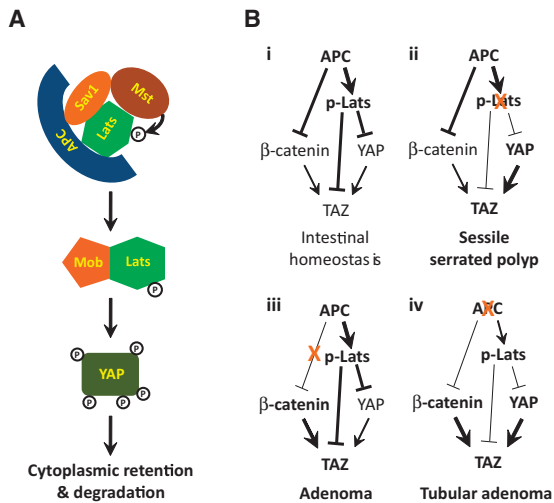 A
Sav1
Mst
Lats
APC
P
Mob
Lats
P
YAP
P
P
P
P
P
Cytoplasmic retention
& degradation
B
i
APC
p-Lats
β-catenin
YAP
TAZ
Intestinal
homeostasis
ii
APC
p-Lats
X
β-catenin
YAP
TAZ
Sessile
serrated polyp
iii
APC
X
p-Lats
β-catenin
YAP
TAZ
Adenoma
iv
APC
X
p-Lats
β-catenin
YAP
TAZ
Tubular adenoma